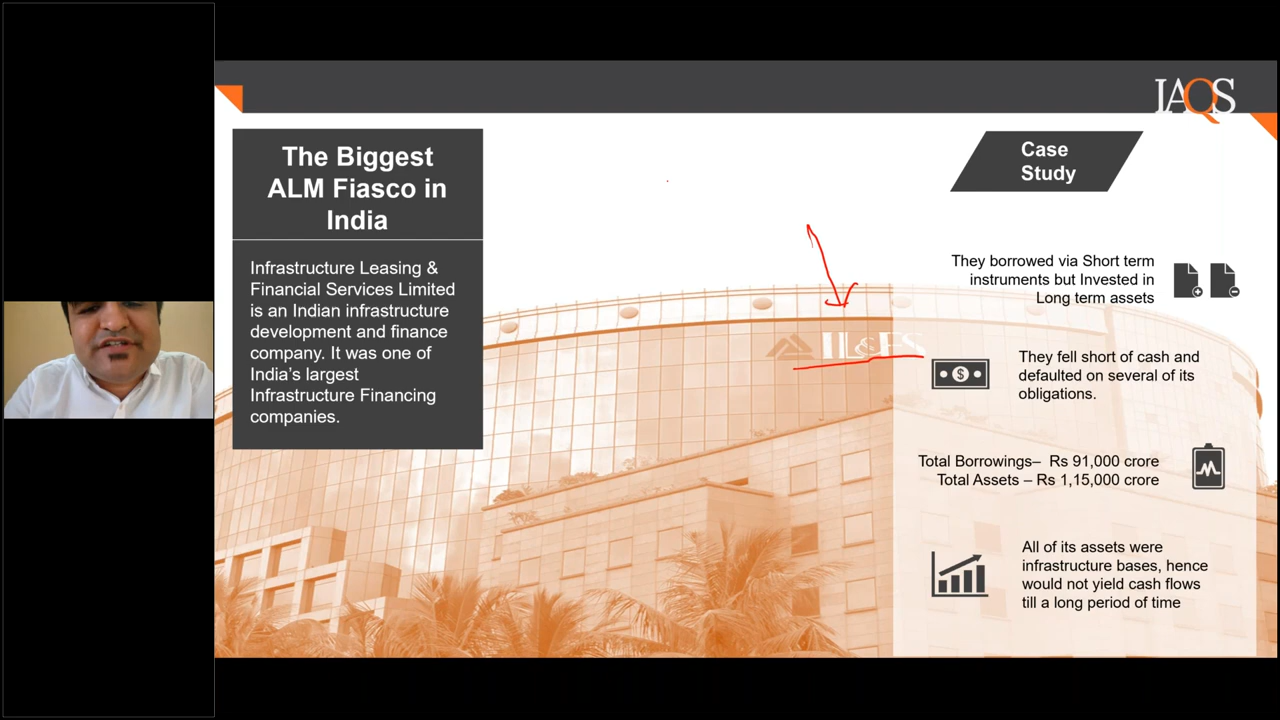 IAQS
The Biggest
ALM Fiasco in
India
Infrastructure Leasing &
Financial Services Limited
is an Indian infrastructure
development and finance
company. It was one of
India's largest
Infrastructure Financing
companies.
IL&FS
Case
Study
They borrowed via Short term
instruments but Invested in
Long term assets
They fell short of cash and
defaulted on several of its
obligations.
Total Borrowings– Rs 91,000 crore
Total Assets – Rs 1,15,000 crore
All of its assets were
infrastructure bases, hence
would not yield cash flows
till a long period of time